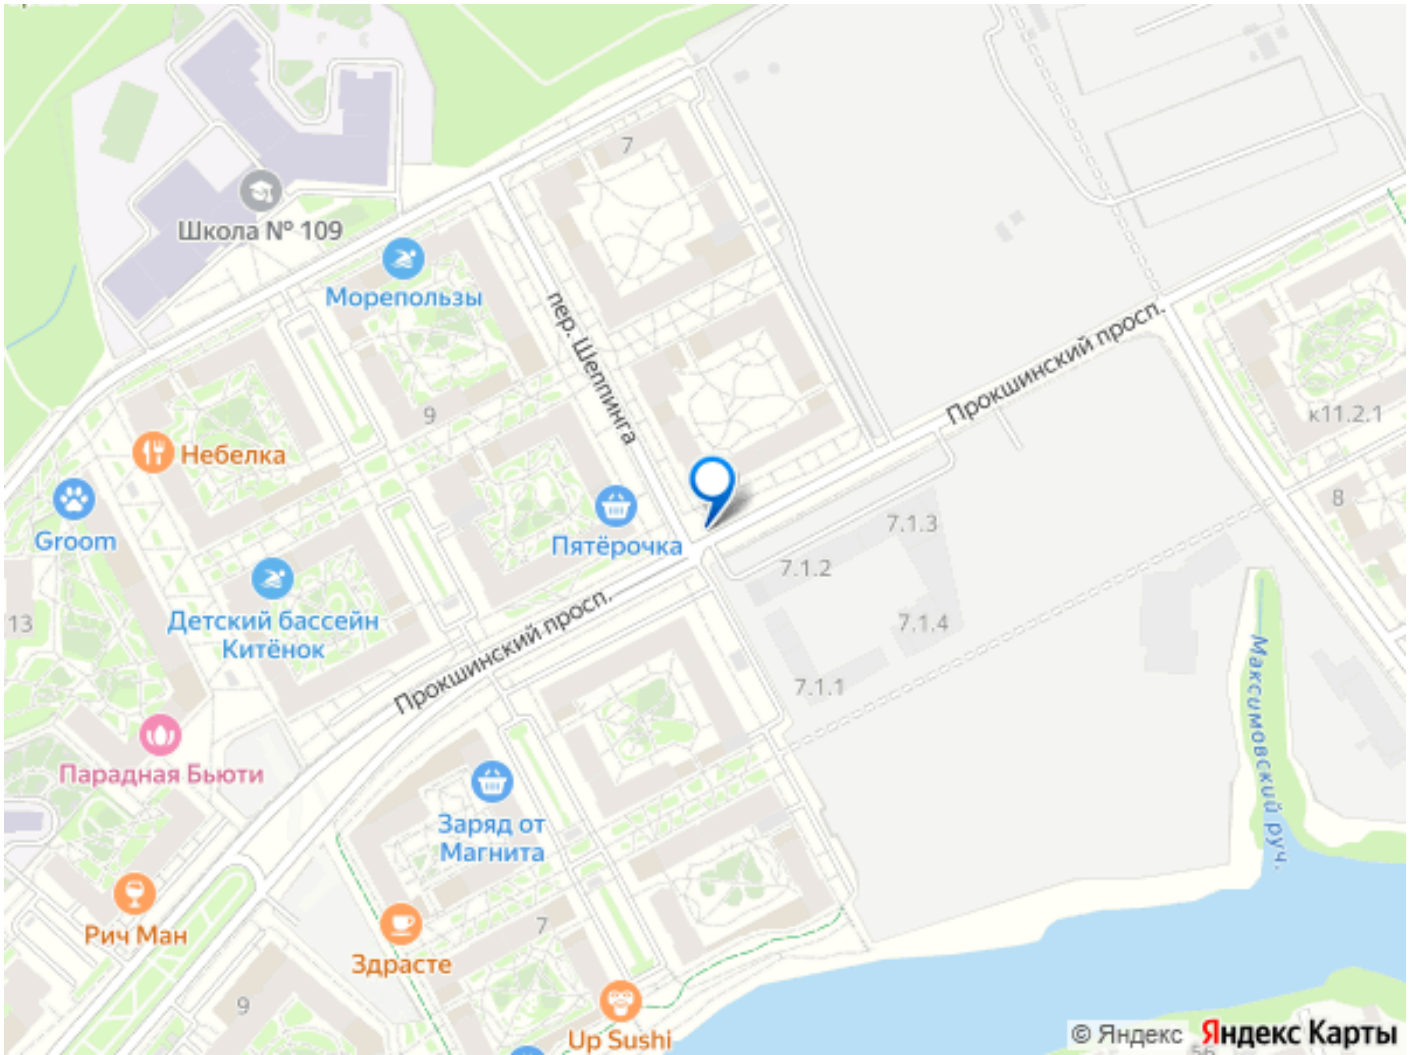 7
Школа № 109
Морепользы
пер. Шеппинга
Прокшинский просп.
9
к11.2.1
Небелка
8
Groom
Пятёрочка
7.1.3
7.1.2
Детский бассейн
Китёнок
13
Прокшинский просп.
7.1.4
7.1.1
Максимовский руч.
Парадная Бьюти
Заряд от
Магнита
Рич Ман
7
Здрасте
9
Up Sushi
© Яндекс Яндекс Карты